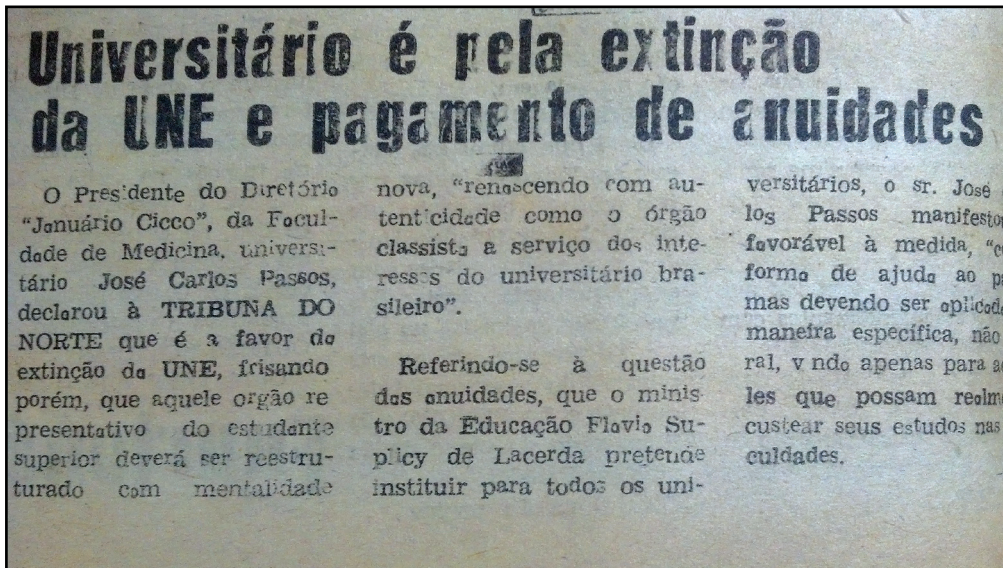 Universitário é pela extinção
da UNE e pagamento de anuidades
O Presidente do Diretório
"Januário Cicco", da Facul-
dade de Medicina, universi-
tário José Carlos Passos,
declarou à TRIBUNA DO
NORTE que é a favor da
extinção da UNE, frisando
porém, que aquele orgão re
presentativo do estudante
superior deverá ser reestru-
turado com mentalidade
nova, "renascendo com au-
tenticidade como o órgão
classista a serviço dos inte-
resses do universitário bra-
sileiro".
Referindo-se à questão
das anuidades, que o minis
tro da Educação Flavio Su-
plicy de Lacerda pretende
instituir para todos os uni-
versitários, o sr. José
los Passos manifesto
favorável à medida, "c
forma de ajuda ao p
mas devendo ser aplicad
maneira específica, não
ral, v ndo apenas para a
les que possam realm
custear seus estudos nas
culdades.